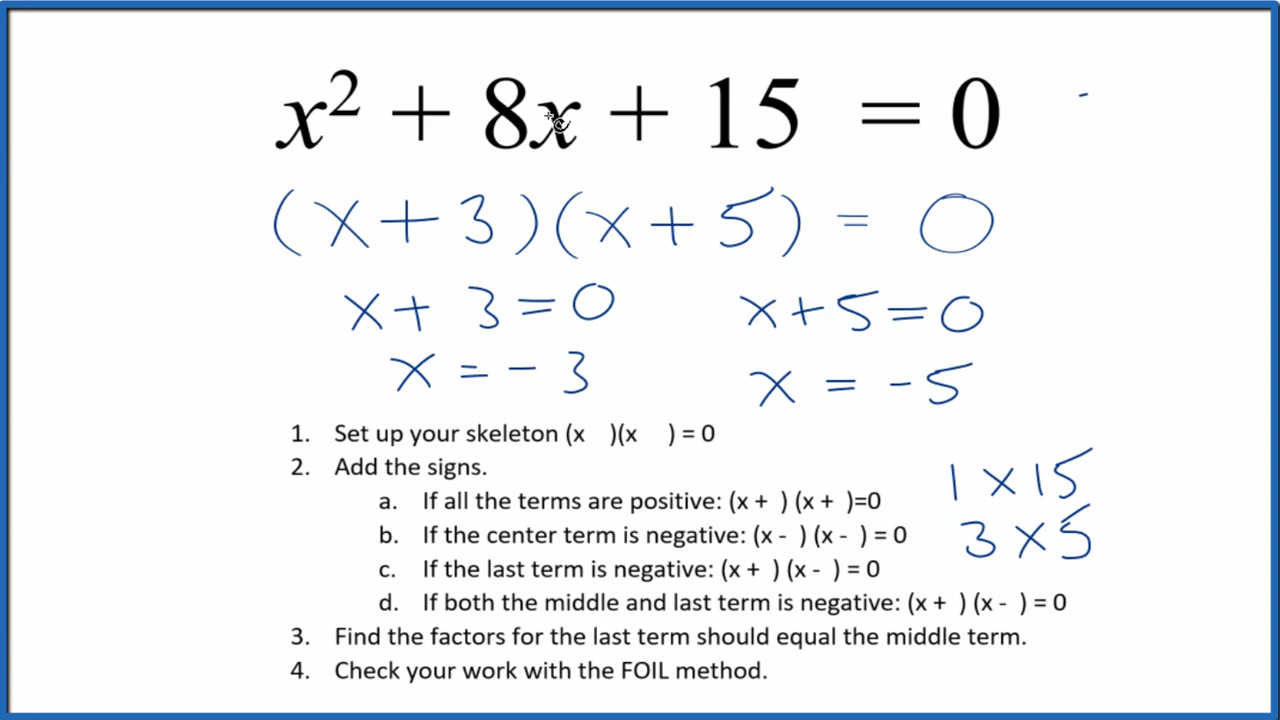 x² + 8x + 15 = 0
(x+3)(x+5) = 0
x+3=0 x+5=0
x = -3 x = -5
1. Set up your skeleton (x )(x ) = 0
2. Add the signs.
a. If all the terms are positive: (x + ) (x + )=0
1 x 15
b. If the center term is negative: (x - ) (x - ) = 0
3 x 5
c. If the last term is negative: (x + ) (x - ) = 0
d. If both the middle and last term is negative: (x + ) (x - ) = 0
3. Find the factors for the last term should equal the middle term.
4. Check your work with the FOIL method.